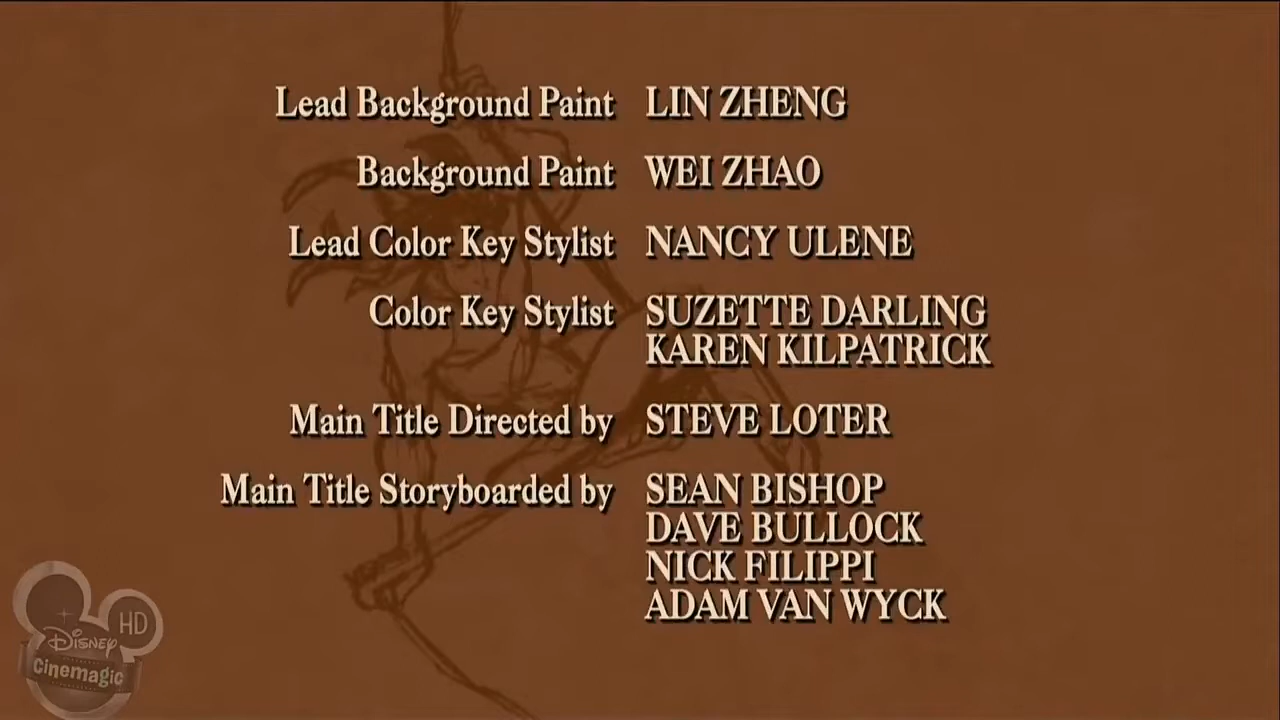 Lead Background Paint LIN ZHENG
Background Paint WEI ZHAO
Lead Color Key Stylist NANCY ULENE
Color Key Stylist SUZETTE DARLING
KAREN KILPATRICK
Main Title Directed by STEVE LOTER
Main Title Storyboarded by SEAN BISHOP
DAVE BULLOCK
NICK FILIPPI
ADAM VAN WYCK
HD
DISNEY
Cinemagic